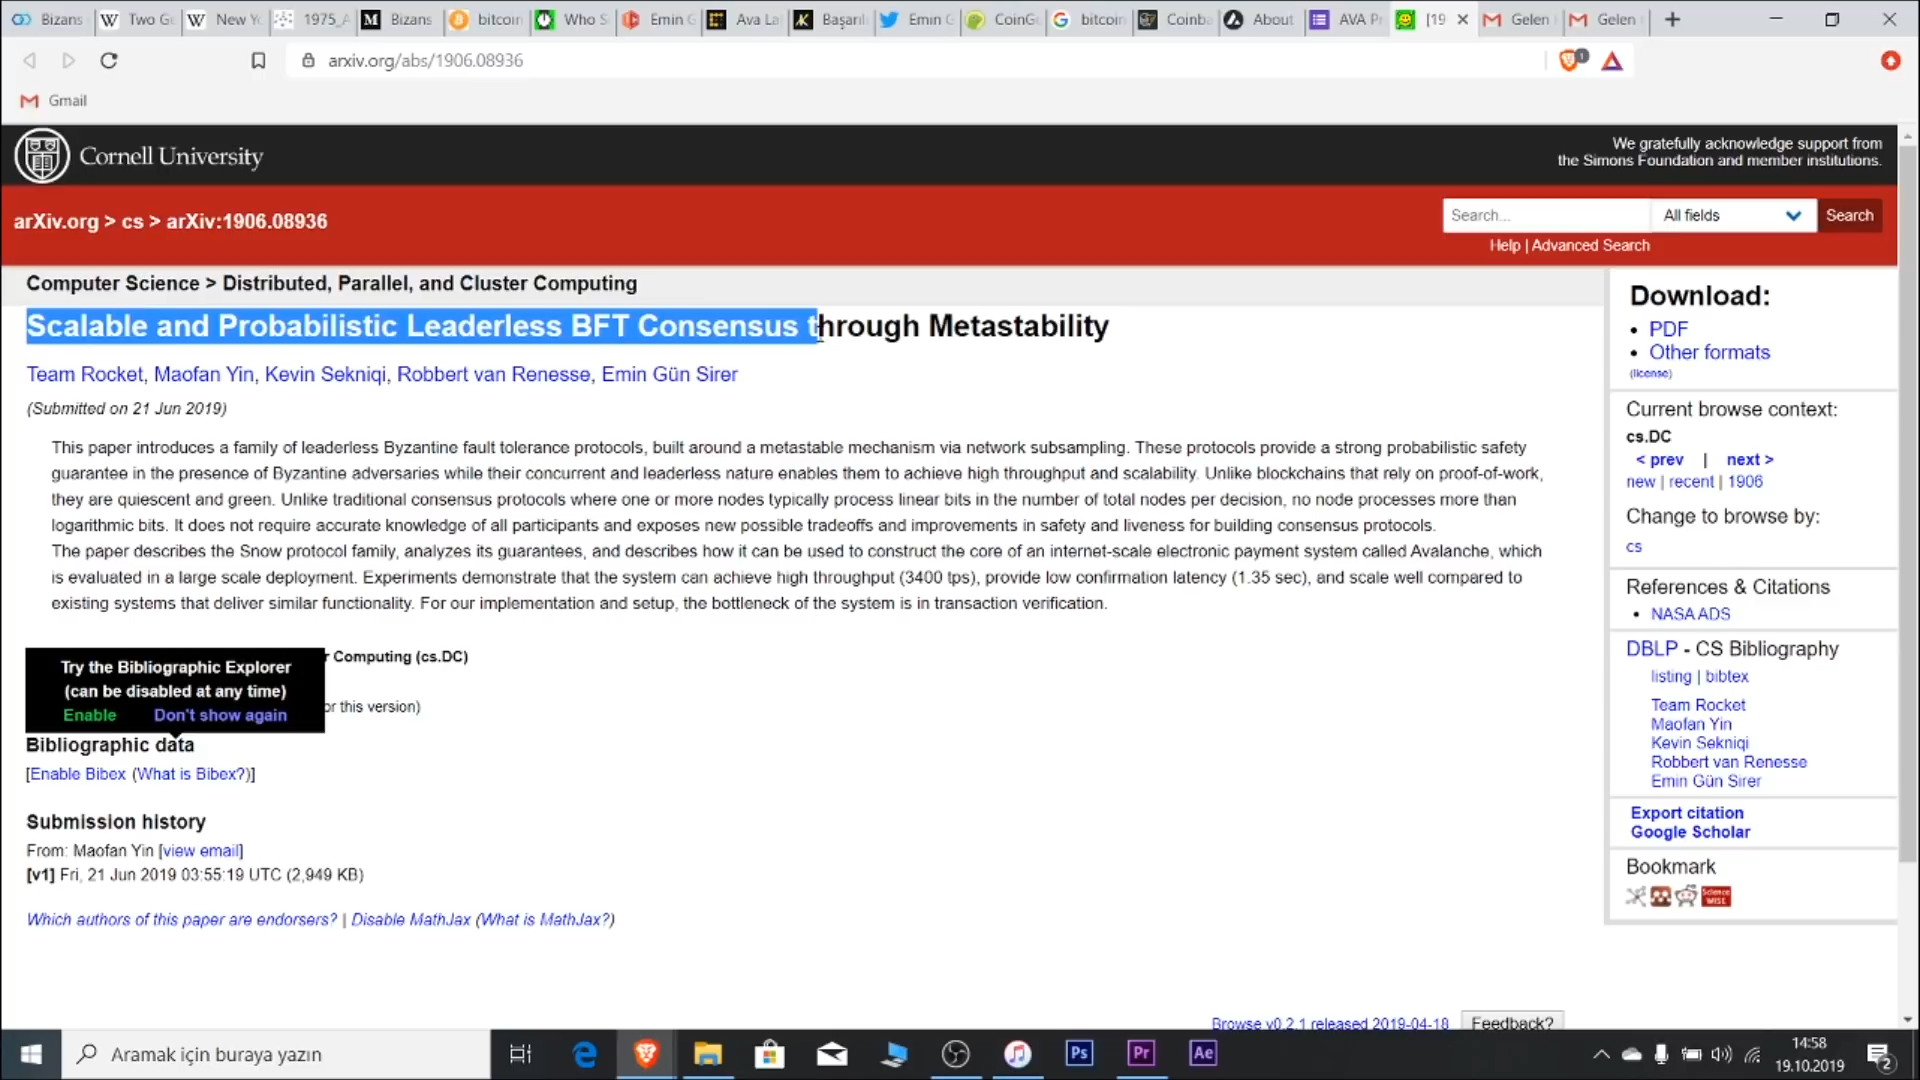 Bizans
Two G
New Yo
1975_A
Bizans
bitcoin
Who S
Emin G
Ava La
Başarıl
Emin G
CoinGe
bitcoin
Coinba
About
AVA Pr
[19
Gelen
Gelen
arxiv.org/abs/1906.08936
1
Gmail
Cornell University
We gratefully acknowledge support from
the Simons Foundation and member institutions.
arXiv.org > cs > arXiv:1906.08936
Search...
All fields
Search
Help | Advanced Search
Computer Science > Distributed, Parallel, and Cluster Computing
Scalable and Probabilistic Leaderless BFT Consensus through Metastability
Team Rocket, Maofan Yin, Kevin Sekniqi, Robbert van Renesse, Emin Gün Sirer
(Submitted on 21 Jun 2019)
This paper introduces a family of leaderless Byzantine fault tolerance protocols, built around a metastable mechanism via network subsampling. These protocols provide a strong probabilistic safety
guarantee in the presence of Byzantine adversaries while their concurrent and leaderless nature enables them to achieve high throughput and scalability. Unlike blockchains that rely on proof-of-work,
they are quiescent and green. Unlike traditional consensus protocols where one or more nodes typically process linear bits in the number of total nodes per decision, no node processes more than
logarithmic bits. It does not require accurate knowledge of all participants and exposes new possible tradeoffs and improvements in safety and liveness for building consensus protocols.
The paper describes the Snow protocol family, analyzes its guarantees, and describes how it can be used to construct the core of an internet-scale electronic payment system called Avalanche, which
is evaluated in a large scale deployment. Experiments demonstrate that the system can achieve high throughput (3400 tps), provide low confirmation latency (1.35 sec), and scale well compared to
existing systems that deliver similar functionality. For our implementation and setup, the bottleneck of the system is in transaction verification.
Try the Bibliographic Explorer
(can be disabled at any time)
Enable Don't show again
r Computing (cs.DC)
or this version)
Bibliographic data
[Enable Bibex (What is Bibex?)]
Submission history
From: Maofan Yin [view email]
[v1] Fri, 21 Jun 2019 03:55:19 UTC (2,949 KB)
Which authors of this paper are endorsers? | Disable MathJax (What is MathJax?)
Download:
PDF
Other formats
(license)
Current browse context:
cs.DC
< prev | next >
new | recent | 1906
Change to browse by:
cs
References & Citations
NASA ADS
DBLP - CS Bibliography
listing | bibtex
Team Rocket
Maofan Yin
Kevin Sekniqi
Robbert van Renesse
Emin Gün Sirer
Export citation
Google Scholar
Bookmark
Science
WISE
Browse v0.2.1 released 2019-04-18
Feedback?
Aramak için buraya yazın
Ps
Pr
Ae
14:58
19.10.2019
2